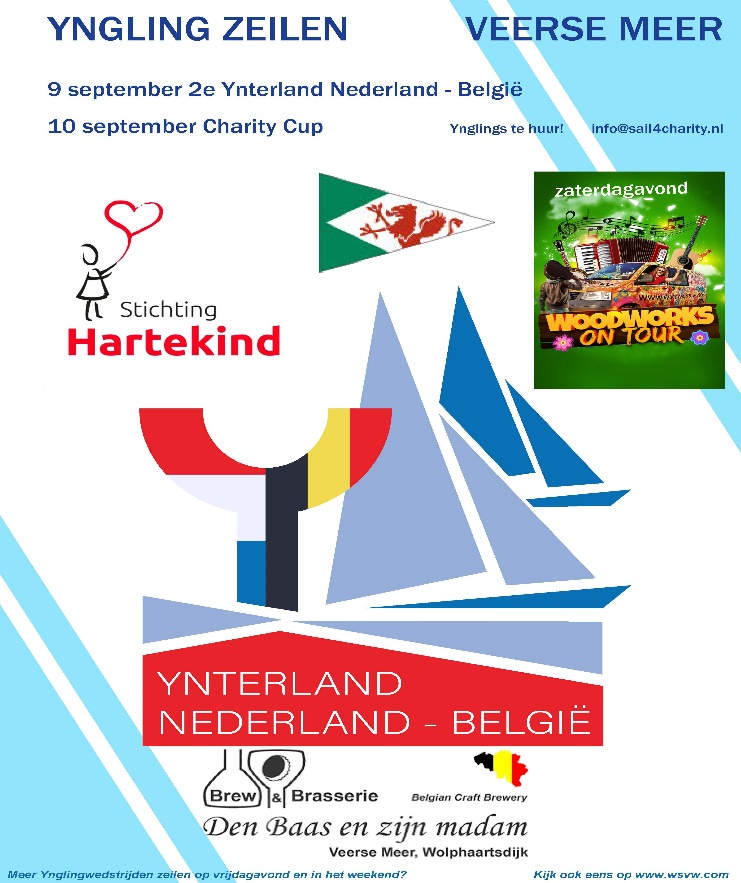 YNGLING ZEILEN VEERSE MEER
9 september 2e Ynterland Nederland - België
10 september Charity Cup Ynglings te huur! info@sail4charity.nl
Stichting
Hartekind
zaterdagavond
WOODWORKS
ON TOUR
YNTERLAND
NEDERLAND - BELGIË
Brew & Brasserie
Belgian Craft Brewery
Den Baas en zijn madam
Veerse Meer, Wolphaartsdijk
Meer Ynglingwedstrijden zeilen op vrijdagavond en in het weekend? Kijk ook eens op www.wsvw.com